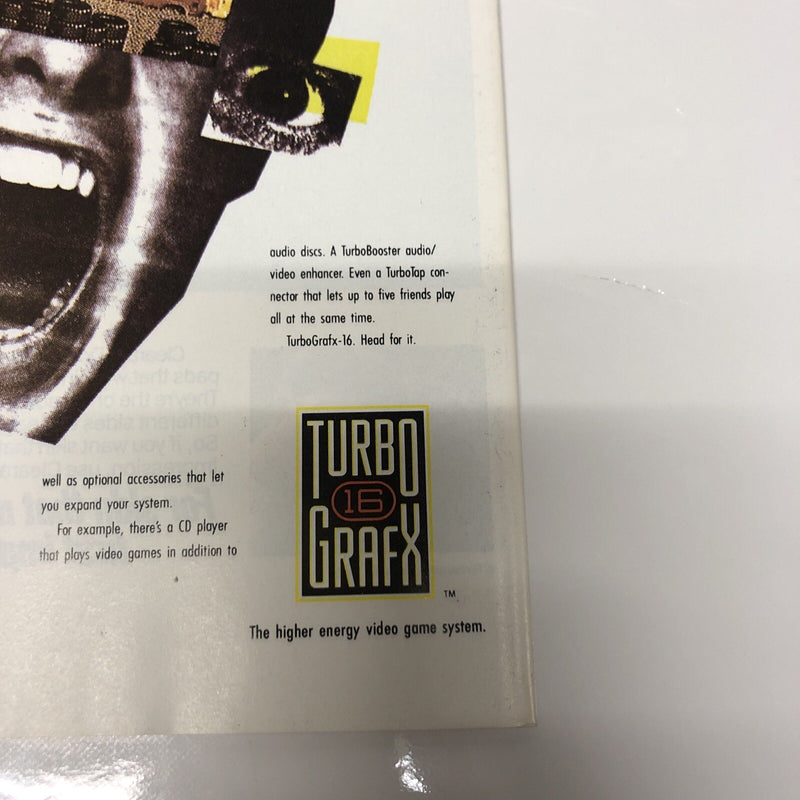 well as optional accessories that let
you expand your system.
For example, there's a CD player
that plays video games in addition to
audio discs. A TurboBooster audio/
video enhancer. Even a TurboTap con-
nector that lets up to five friends play
all at the same time.
TurboGrafx-16. Head for it.
TURBO
16
GRAFX
TM
The higher energy video game system.